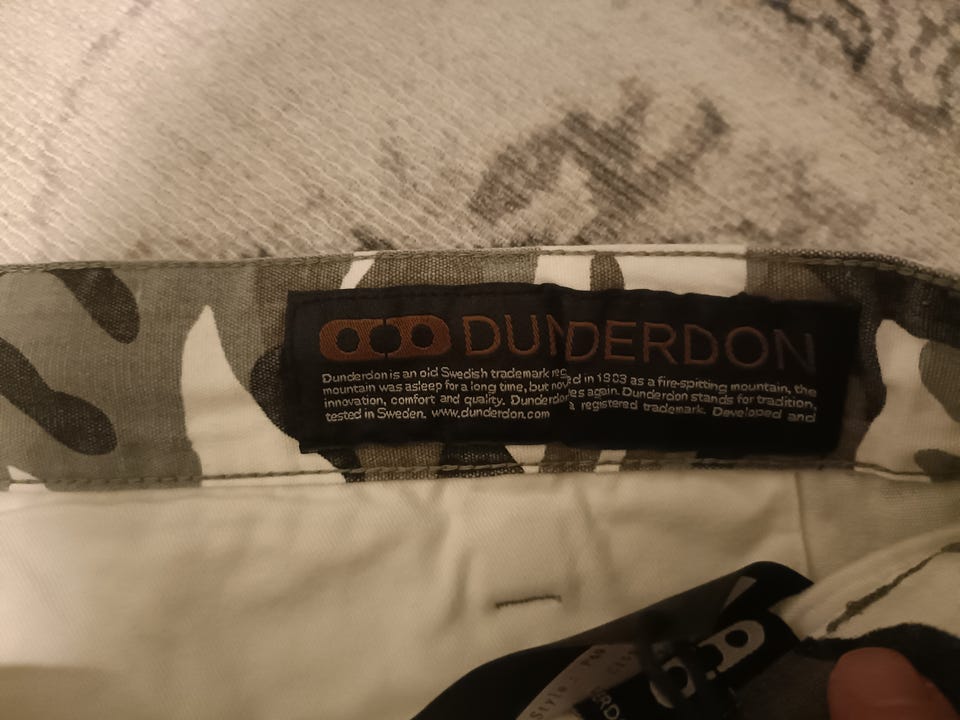 DUNDERDON
Dunderdon is an old Swedish trademark reg ed in 1903 as a fire-spitting mountain, the
mountain was asleep for a long time, but no es again. Dunderdon stands for tradition,
innovation, comfort and quality. Dunderdon a registered trademark. Developed and
tested in Sweden. www.dunderdon.com
Style